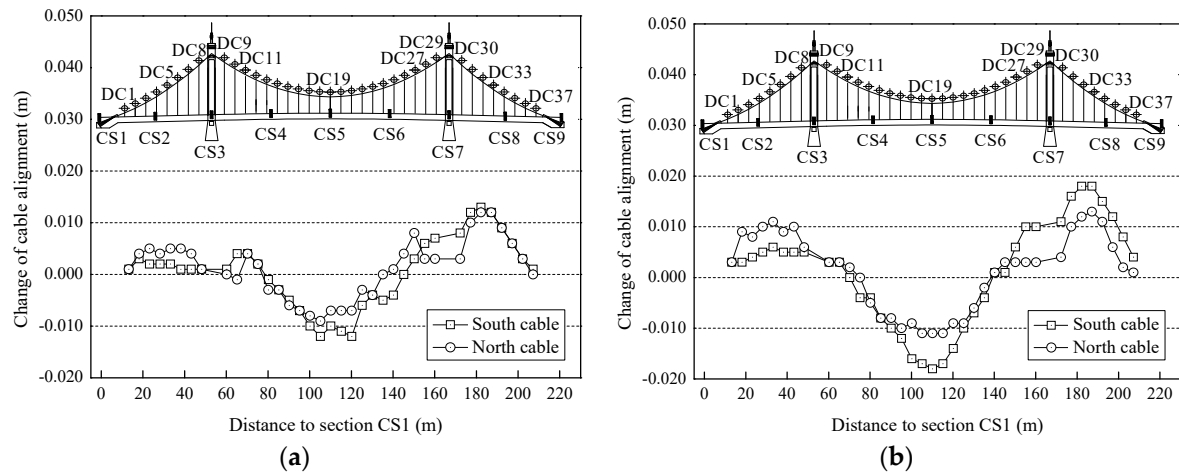 0.050
0.040
0.030
0.020
0.010
0.000
-0.010
-0.020
Change of cable alignment (m)
DC1
DC5
DC8
DC9
DC11
DC19
DC27
DC29
DC30
DC33
DC37
CS1
CS2
CS3
CS4
CS5
CS6
CS7
CS8
CS9
South cable
North cable
0 20 40 60 80 100 120 140 160 180 200 220
Distance to section CS1 (m)
(a)
0.050
0.040
0.030
0.020
0.010
0.000
-0.010
-0.020
Change of cable alignment (m)
DC1
DC5
DC8
DC9
DC11
DC19
DC27
DC29
DC30
DC33
DC37
CS1
CS2
CS3
CS4
CS5
CS6
CS7
CS8
CS9
South cable
North cable
0 20 40 60 80 100 120 140 160 180 200 220
Distance to section CS1 (m)
(b)